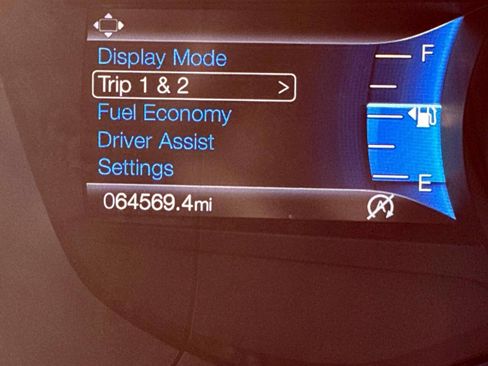 Display Mode
Trip 1 & 2 >
Fuel Economy
Driver Assist
Settings
064569.4mi
F
E